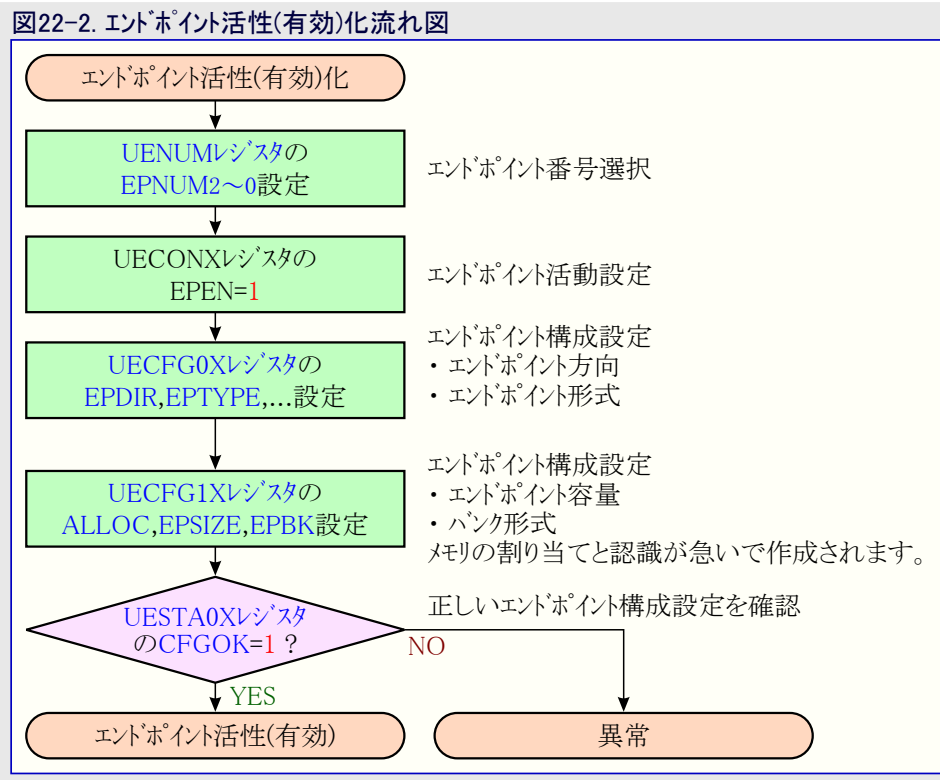 図22-2. ｴﾝﾄﾞﾎﾟｲﾝﾄ活性(有効)化流れ図
ｴﾝﾄﾞﾎﾟｲﾝﾄ活性(有効)化
UENUMﾚｼﾞｽﾀの
EPNUM2～0設定
ｴﾝﾄﾞﾎﾟｲﾝﾄ番号選択
UECONXﾚｼﾞｽﾀの
EPEN=1
ｴﾝﾄﾞﾎﾟｲﾝﾄ活動設定
UECFG0Xﾚｼﾞｽﾀの
EPDIR,EPTYPE,…設定
ｴﾝﾄﾞﾎﾟｲﾝﾄ構成設定
・ ｴﾝﾄﾞﾎﾟｲﾝﾄ方向
・ ｴﾝﾄﾞﾎﾟｲﾝﾄ形式
UECFG1Xﾚｼﾞｽﾀの
ALLOC,EPSIZE,EPBK設定
ｴﾝﾄﾞﾎﾟｲﾝﾄ構成設定
・ ｴﾝﾄﾞﾎﾟｲﾝﾄ容量
・ ﾊﾞﾝｸ形式
ﾒﾓﾘの割り当てと認識が急いで作成されます。
UESTA0Xﾚｼﾞｽﾀ
のCFGOK=1 ?
正しいｴﾝﾄﾞﾎﾟｲﾝﾄ構成設定を確認
NO
YES
ｴﾝﾄﾞﾎﾟｲﾝﾄ活性(有効)
異常